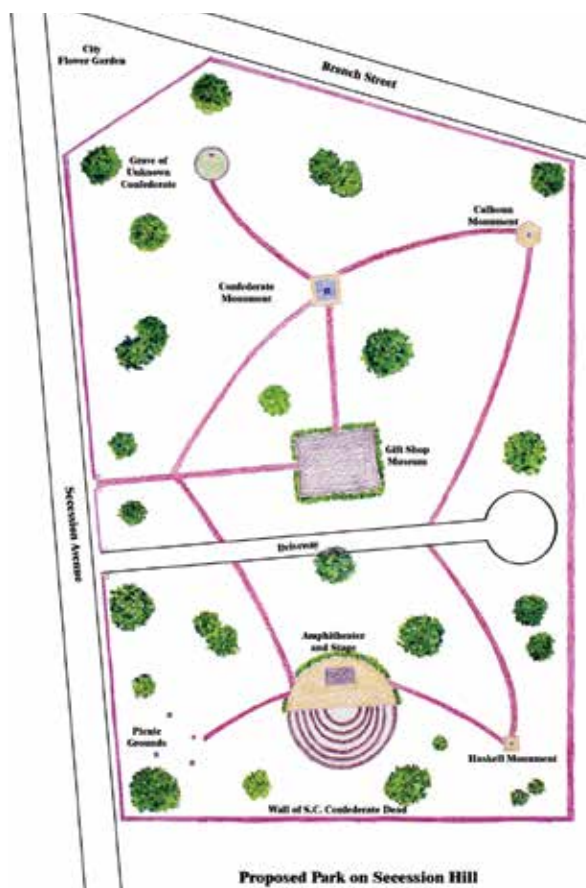 City
Flower Garden
Branch Street
Grave of
Unknown
Confederate
Calhoun
Monument
Confederate
Monument
Gift Shop
Museum
Secession Avenue
Driveway
Amphitheater
and Stage
Picnic
Grounds
Haskell Monument
Wall of S.C. Confederate Dead
Proposed Park on Secession Hill